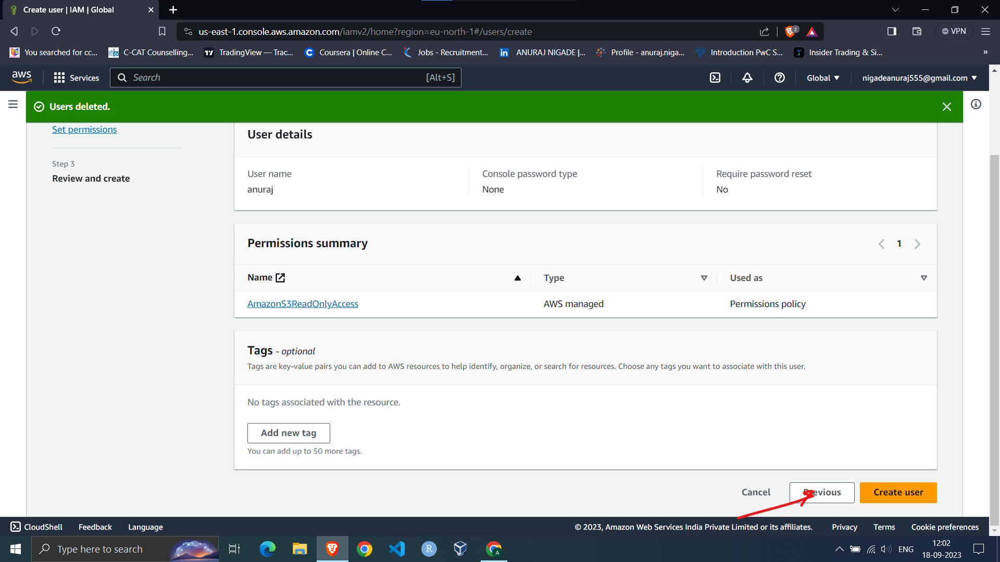 Create user | IAM | Global
us-east-1.console.aws.amazon.com/iamv2/home?region=eu-north-1#/users/create
2
VPN
You searched for cc...
C-CAT Counselling...
TradingView — Trac...
Coursera | Online C...
Jobs - Recruitment...
ANURAJ NIGADE |...
Profile - anuraj.niga...
Introduction PwC S...
Insider Trading & Si...
aws
Services
Search
[Alt+S]
Global
nigadeanuraj555@gmail.com
Users deleted.
Set permissions
Step 3
Review and create
User details
User name
anuraj
Console password type
None
Require password reset
No
Permissions summary
1
Name
Type
Used as
AmazonS3ReadOnlyAccess
AWS managed
Permissions policy
Tags - optional
Tags are key-value pairs you can add to AWS resources to help identify, organize, or search for resources. Choose any tags you want to associate with this user.
No tags associated with the resource.
Add new tag
You can add up to 50 more tags.
Cancel
Previous
Create user
CloudShell
Feedback
Language
© 2023, Amazon Web Services India Private Limited or its affiliates.
Privacy
Terms
Cookie preferences
Type here to search
ENG
12:02
18-09-2023